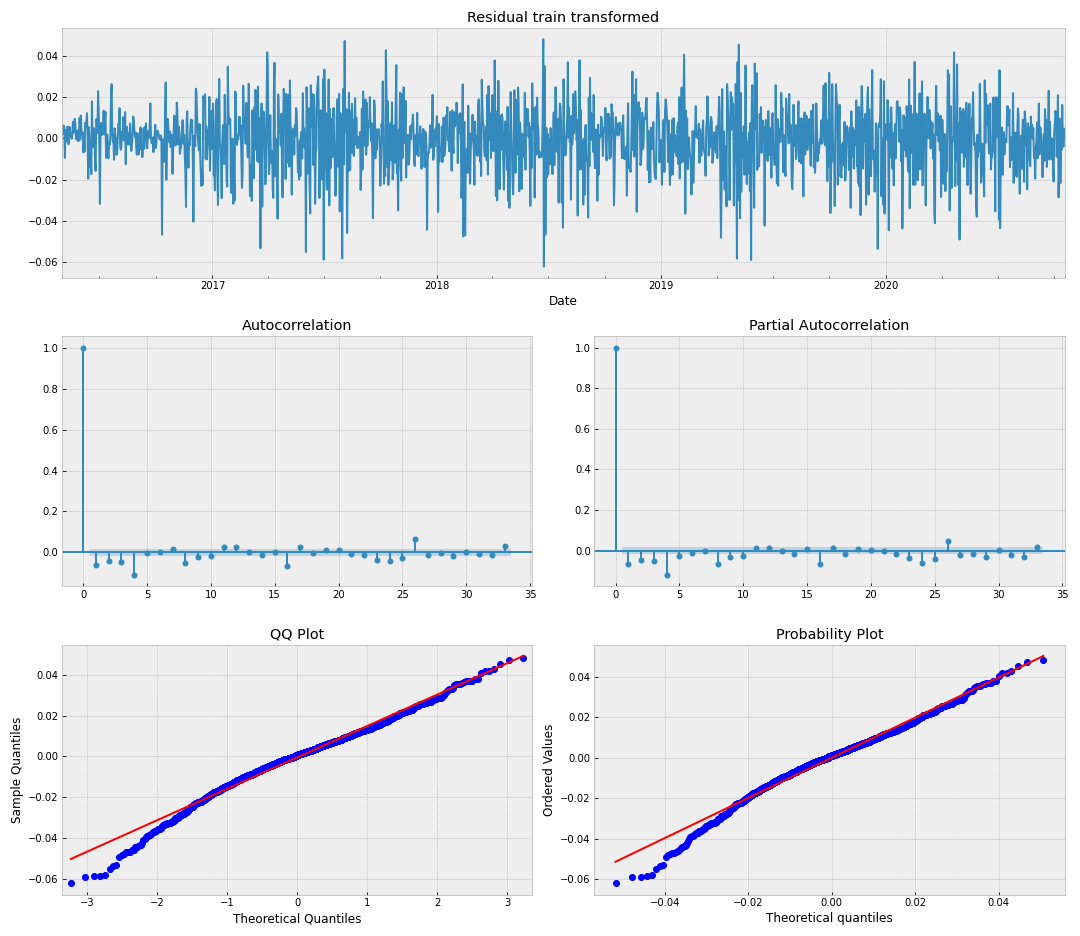 Residual train transformed
0.04
0.02
0.00
−0.02
−0.04
−0.06
2017 2018 2019 2020
Date
Autocorrelation
1.0
0.8
0.6
0.4
0.2
0.0
0 5 10 15 20 25 30 35
Partial Autocorrelation
1.0
0.8
0.6
0.4
0.2
0.0
0 5 10 15 20 25 30 35
QQ Plot
Sample Quantiles
0.04
0.02
0.00
−0.02
−0.04
−0.06
−3 −2 −1 0 1 2 3
Theoretical Quantiles
Probability Plot
Ordered Values
0.04
0.02
0.00
−0.02
−0.04
−0.06
−0.04 −0.02 0.00 0.02 0.04
Theoretical quantiles